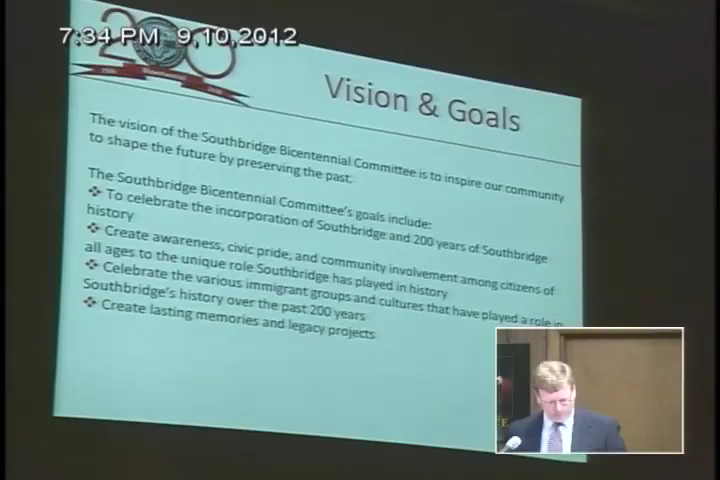 7:34 PM 9,10,2012
200
Vision & Goals
The vision of the Southbridge Bicentennial Committee is to inspire our community
to shape the future by preserving the past.
The Southbridge Bicentennial Committee's goals include:
❖ To celebrate the incorporation of Southbridge and 200 years of Southbridge
history
❖ Create awareness, civic pride, and community involvement among citizens of
all ages to the unique role Southbridge has played in history
❖ Celebrate the various immigrant groups and cultures that have played a role in
Southbridge's history over the past 200 years
❖ Create lasting memories and legacy projects